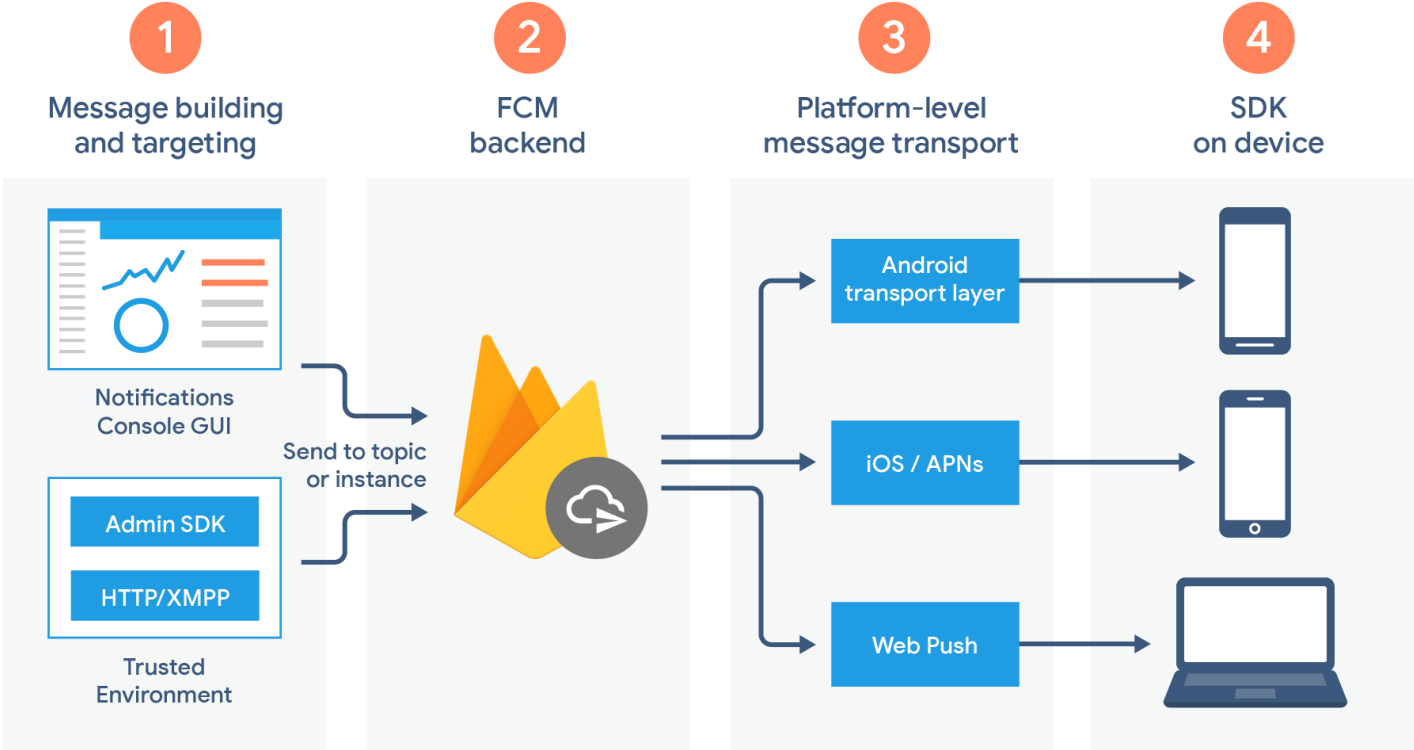 1
Message building
and targeting
2
FCM
backend
3
Platform-level
message transport
4
SDK
on device
Notifications
Console GUI
Send to topic
or instance
Admin SDK
HTTP/XMPP
Trusted
Environment
Android
transport layer
iOS / APNs
Web Push